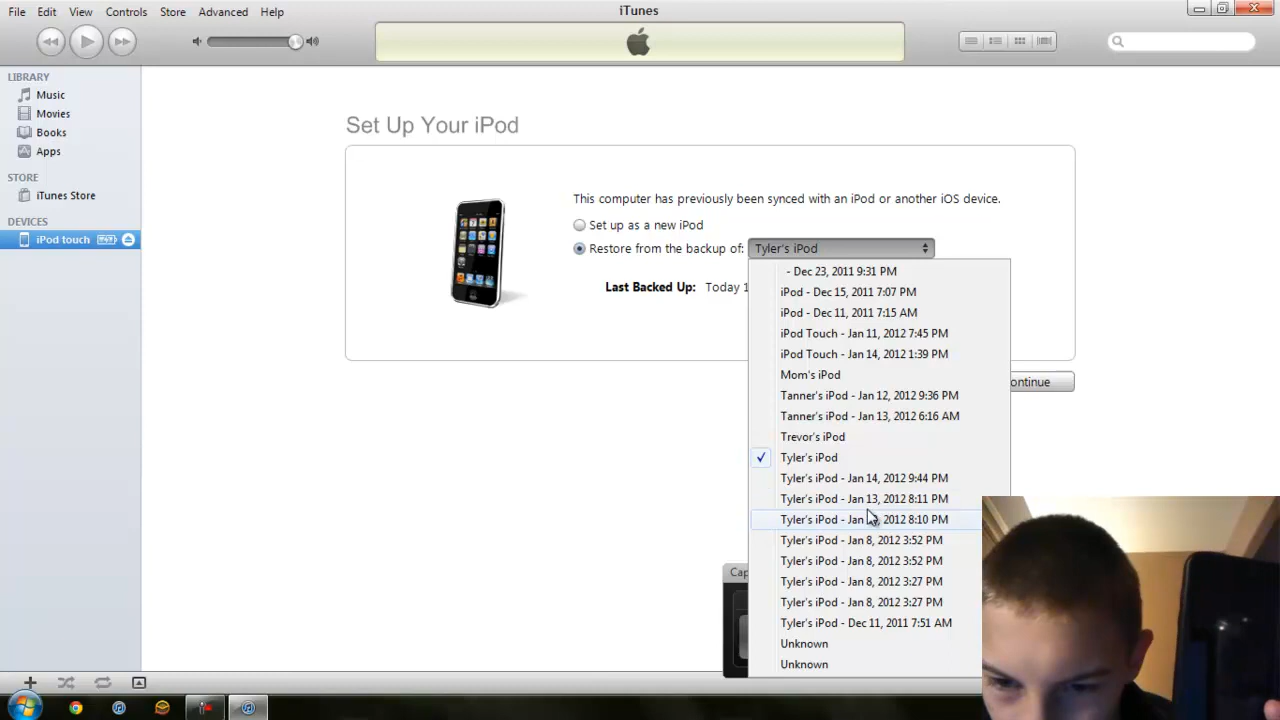 File Edit View Controls Store Advanced Help
iTunes
LIBRARY
Music
Movies
Books
Apps
STORE
iTunes Store
DEVICES
iPod touch
Set Up Your iPod
This computer has previously been synced with an iPod or another iOS device.
Set up as a new iPod
Restore from the backup of: Tyler's iPod
Last Backed Up: Today 1
- Dec 23, 2011 9:31 PM
iPod - Dec 15, 2011 7:07 PM
iPod - Dec 11, 2011 7:15 AM
iPod Touch - Jan 11, 2012 7:45 PM
iPod Touch - Jan 14, 2012 1:39 PM
Mom's iPod
Tanner's iPod - Jan 12, 2012 9:36 PM
Tanner's iPod - Jan 13, 2012 6:16 AM
Trevor's iPod
Tyler's iPod
Tyler's iPod - Jan 14, 2012 9:44 PM
Tyler's iPod - Jan 13, 2012 8:11 PM
Tyler's iPod - Jan 2012 8:10 PM
Tyler's iPod - Jan 8, 2012 3:52 PM
Tyler's iPod - Jan 8, 2012 3:52 PM
Tyler's iPod - Jan 8, 2012 3:27 PM
Tyler's iPod - Jan 8, 2012 3:27 PM
Tyler's iPod - Dec 11, 2011 7:51 AM
Unknown
Unknown
ontinue
Cap